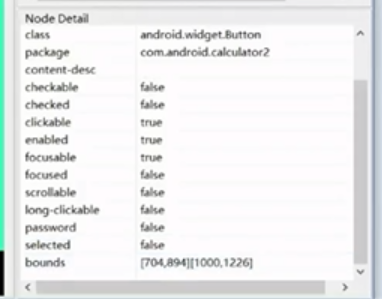 Node Detail
class android.widget.Button
package com.android.calculator2
content-desc
checkable false
checked false
clickable true
enabled true
focusable true
focused false
scrollable false
long-clickable false
password false
selected false
bounds [704,894][1000,1226]